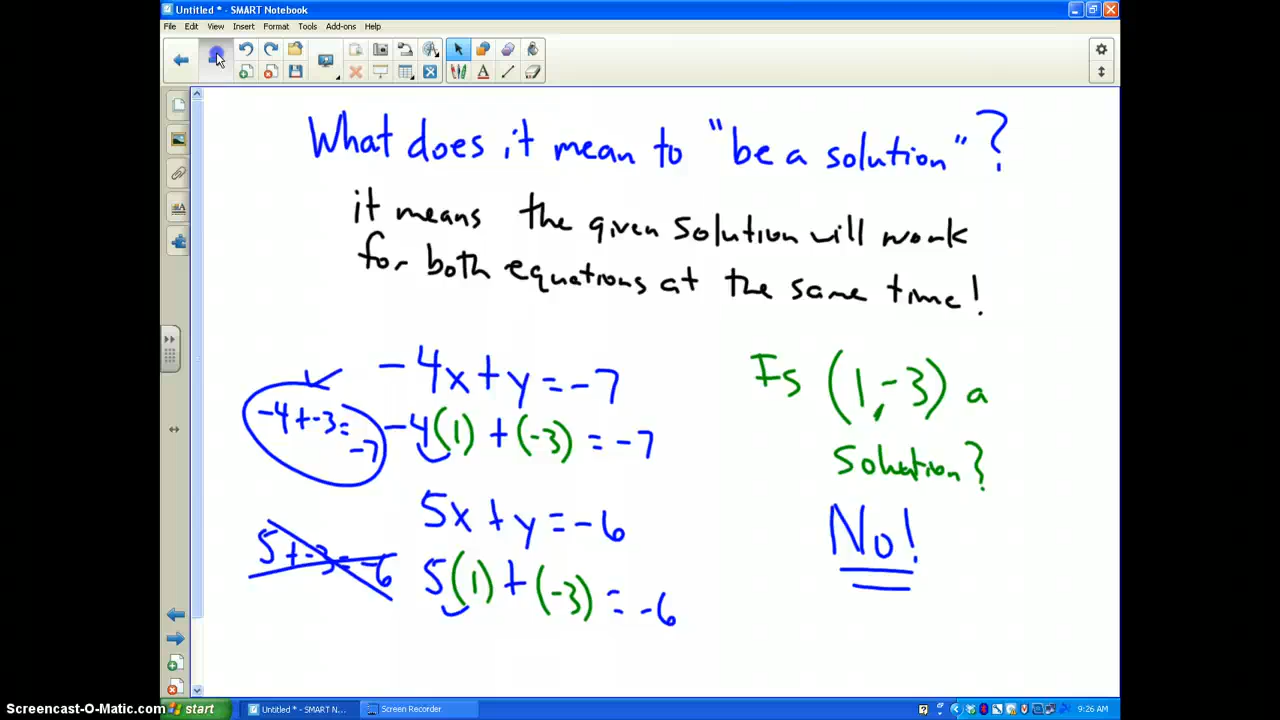 Untitled * - SMART Notebook
File Edit View Insert Format Tools Add-ons Help
What does it mean to "be a solution"?
it means the given solution will work
for both equations at the same time!
-4x+y=-7
-4+-3=
-7
-4(1)+(-3)=-7
5x+y=-6
5+-3=-6
5(1)+(-3)=-6
Is (1,-3) a
solution?
No!
Screencast-O-Matic.com
start
Untitled * - SMART N...
Screen Recorder
9:26 AM